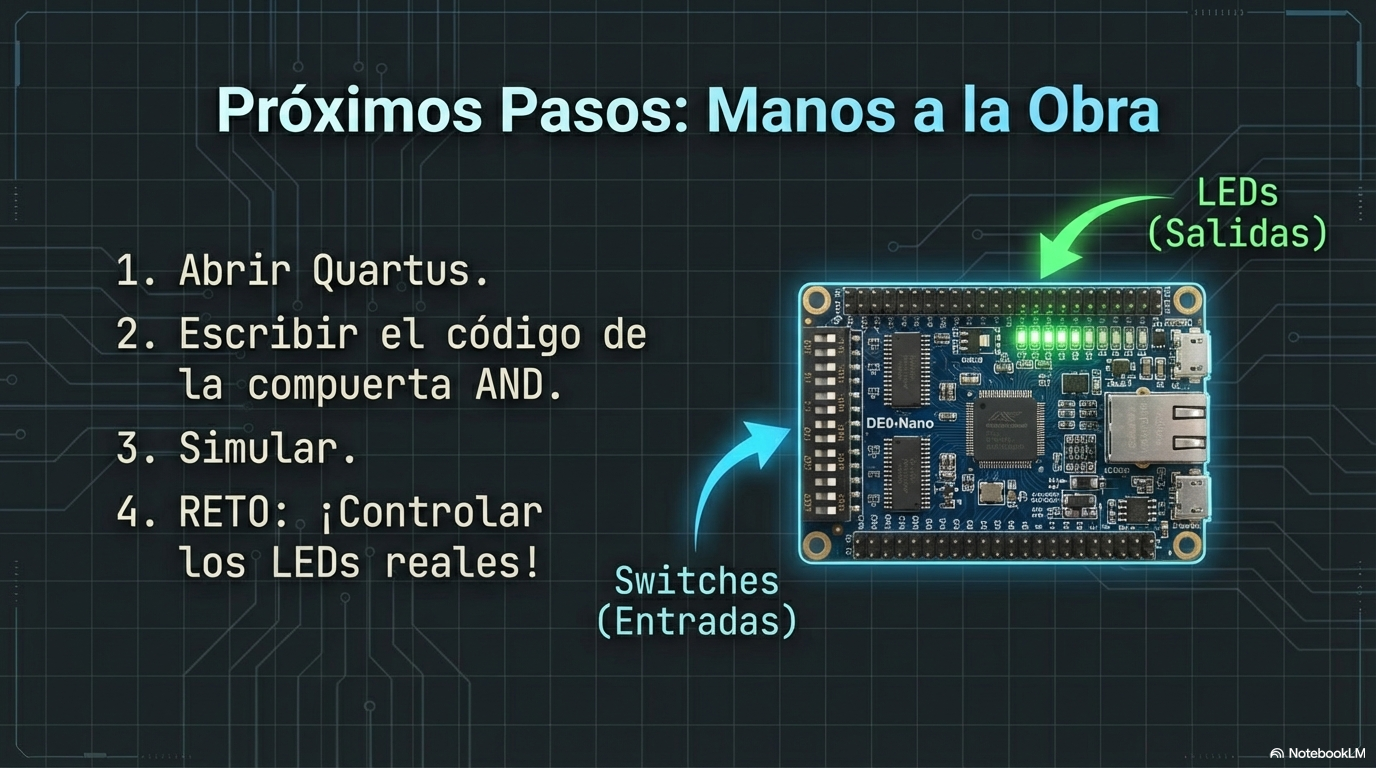 Próximos Pasos: Manos a la Obra
LEDs
(Salidas)
1. Abrir Quartus.
2. Escribir el código de
la compuerta AND.
3. Simular.
4. RETO: ¡Controlar
los LEDs reales!
DE0-Nano
Switches
(Entradas)
NotebookLM